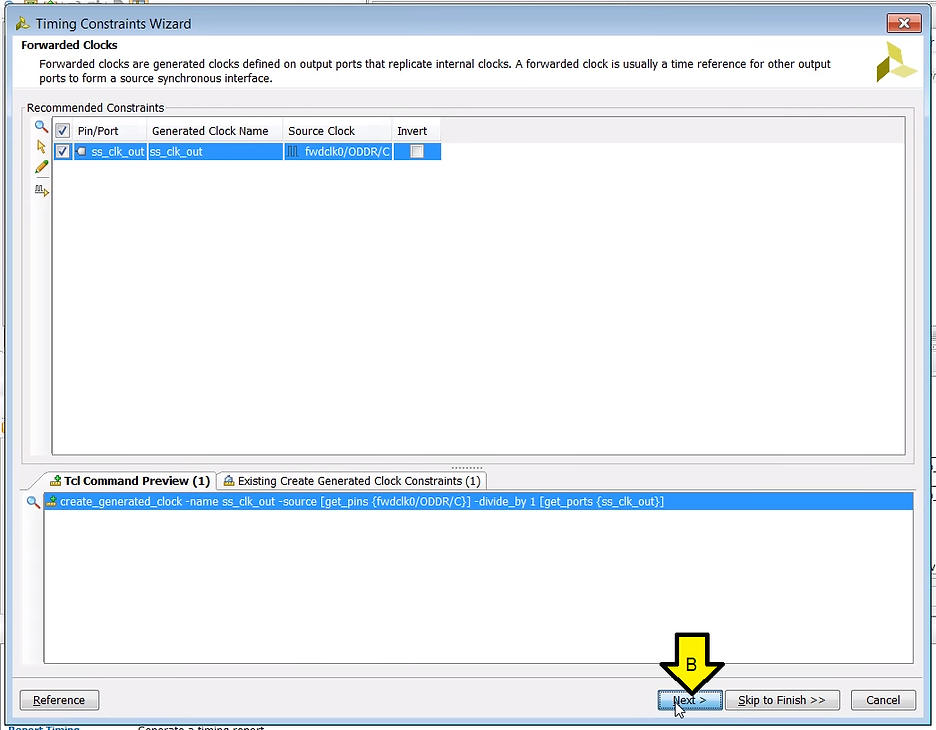 Timing Constraints Wizard
Forwarded Clocks
Forwarded clocks are generated clocks defined on output ports that replicate internal clocks. A forwarded clock is usually a time reference for other output
ports to form a source synchronous interface.
Recommended Constraints
Pin/Port Generated Clock Name Source Clock Invert
ss_clk_out ss_clk_out fwdclk0/ODDR/C
Tcl Command Preview (1) Existing Create Generated Clock Constraints (1)
create_generated_clock -name ss_clk_out -source [get_pins {fwdclk0/ODDR/C}] -divide_by 1 [get_ports {ss_clk_out}]
B
Reference Next > Skip to Finish >> Cancel
Report Timing Generate a timing report